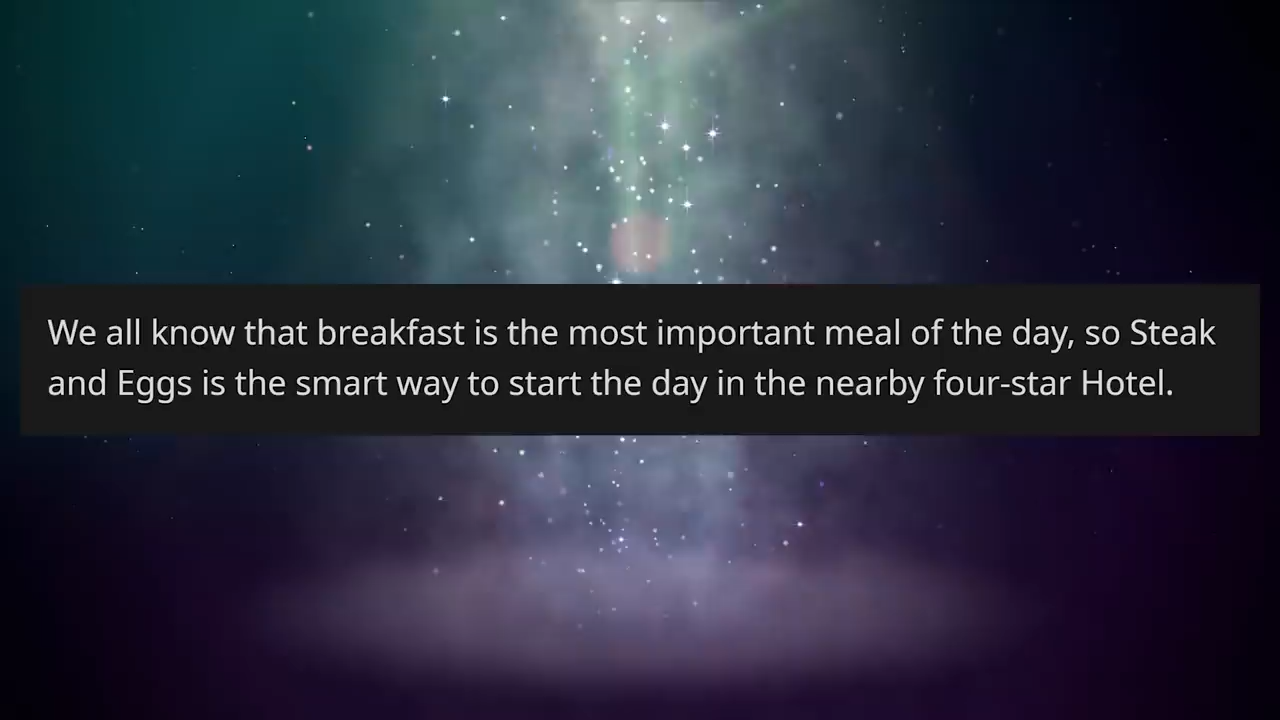 We all know that breakfast is the most important meal of the day, so Steak
and Eggs is the smart way to start the day in the nearby four-star Hotel.